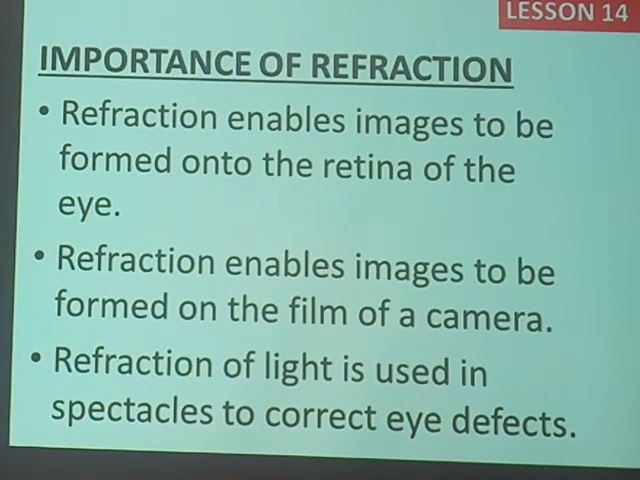 LESSON 14
IMPORTANCE OF REFRACTION
• Refraction enables images to be
formed onto the retina of the
eye.
• Refraction enables images to be
formed on the film of a camera.
• Refraction of light is used in
spectacles to correct eye defects.